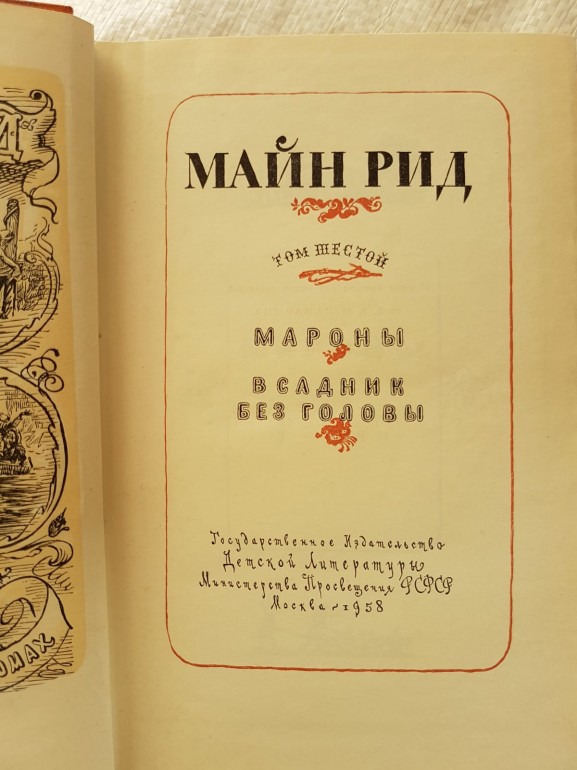 МАЙН РИД
ТОМ ШЕСТОЙ
МАРОНЫ
ВСАДНИК
БЕЗ ГОЛОВЫ
Государственное Издательство
Детской Литературы
Министерства Просвещения РСФСР
Москва ~ 1958